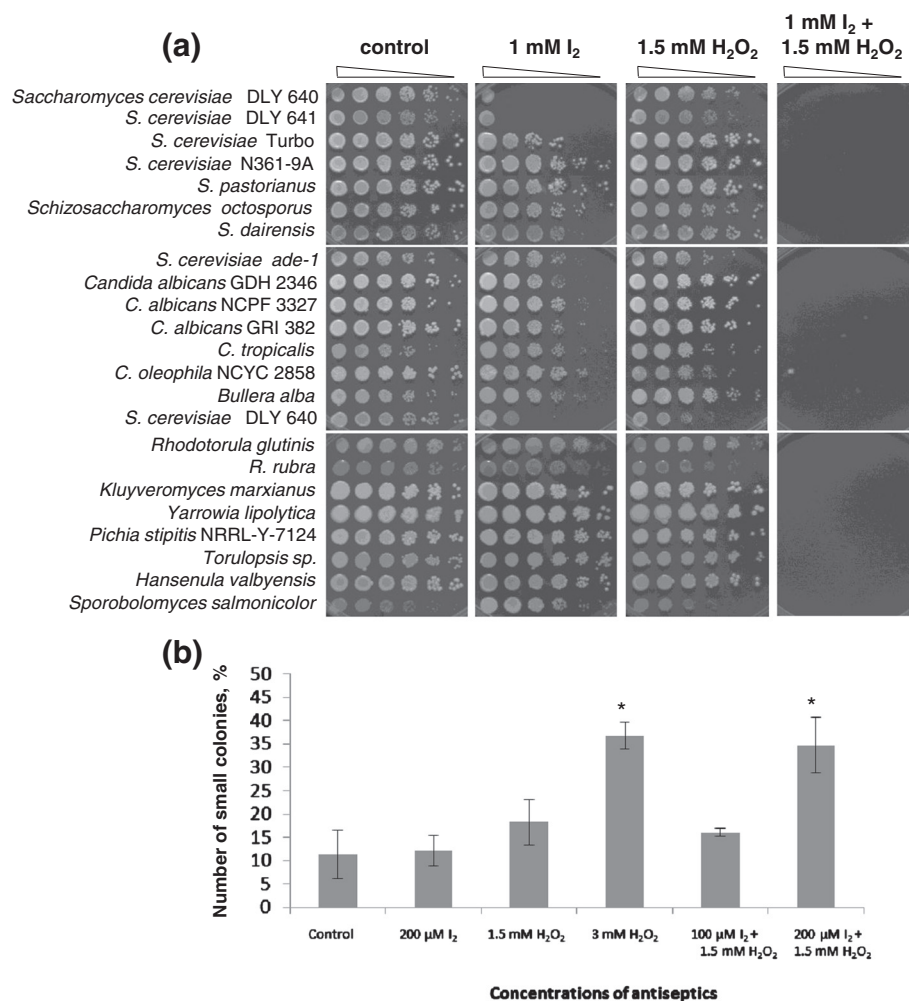 (a)
control
1 mM I₂
1.5 mM H₂O₂
1 mM I₂ +
1.5 mM H₂O₂
Saccharomyces cerevisiae DLY 640
S. cerevisiae DLY 641
S. cerevisiae Turbo
S. cerevisiae N361-9A
S. pastorianus
Schizosaccharomyces octosporus
S. dairensis
S. cerevisiae ade-1
Candida albicans GDH 2346
C. albicans NCPF 3327
C. albicans GRI 382
C. tropicalis
C. oleophila NCYC 2858
Bullera alba
S. cerevisiae DLY 640
Rhodotorula glutinis
R. rubra
Kluyveromyces marxianus
Yarrowia lipolytica
Pichia stipitis NRRL-Y-7124
Torulopsis sp.
Hansenula valbyensis
Sporobolomyces salmonicolor
(b)
Number of small colonies, %
50
45
40
35
30
25
20
15
10
5
0
*
*
Control
200 µM I₂
1.5 mM H₂O₂
3 mM H₂O₂
100 µM I₂ +
1.5 mM H₂O₂
200 µM I₂ +
1.5 mM H₂O₂
Concentrations of antiseptics